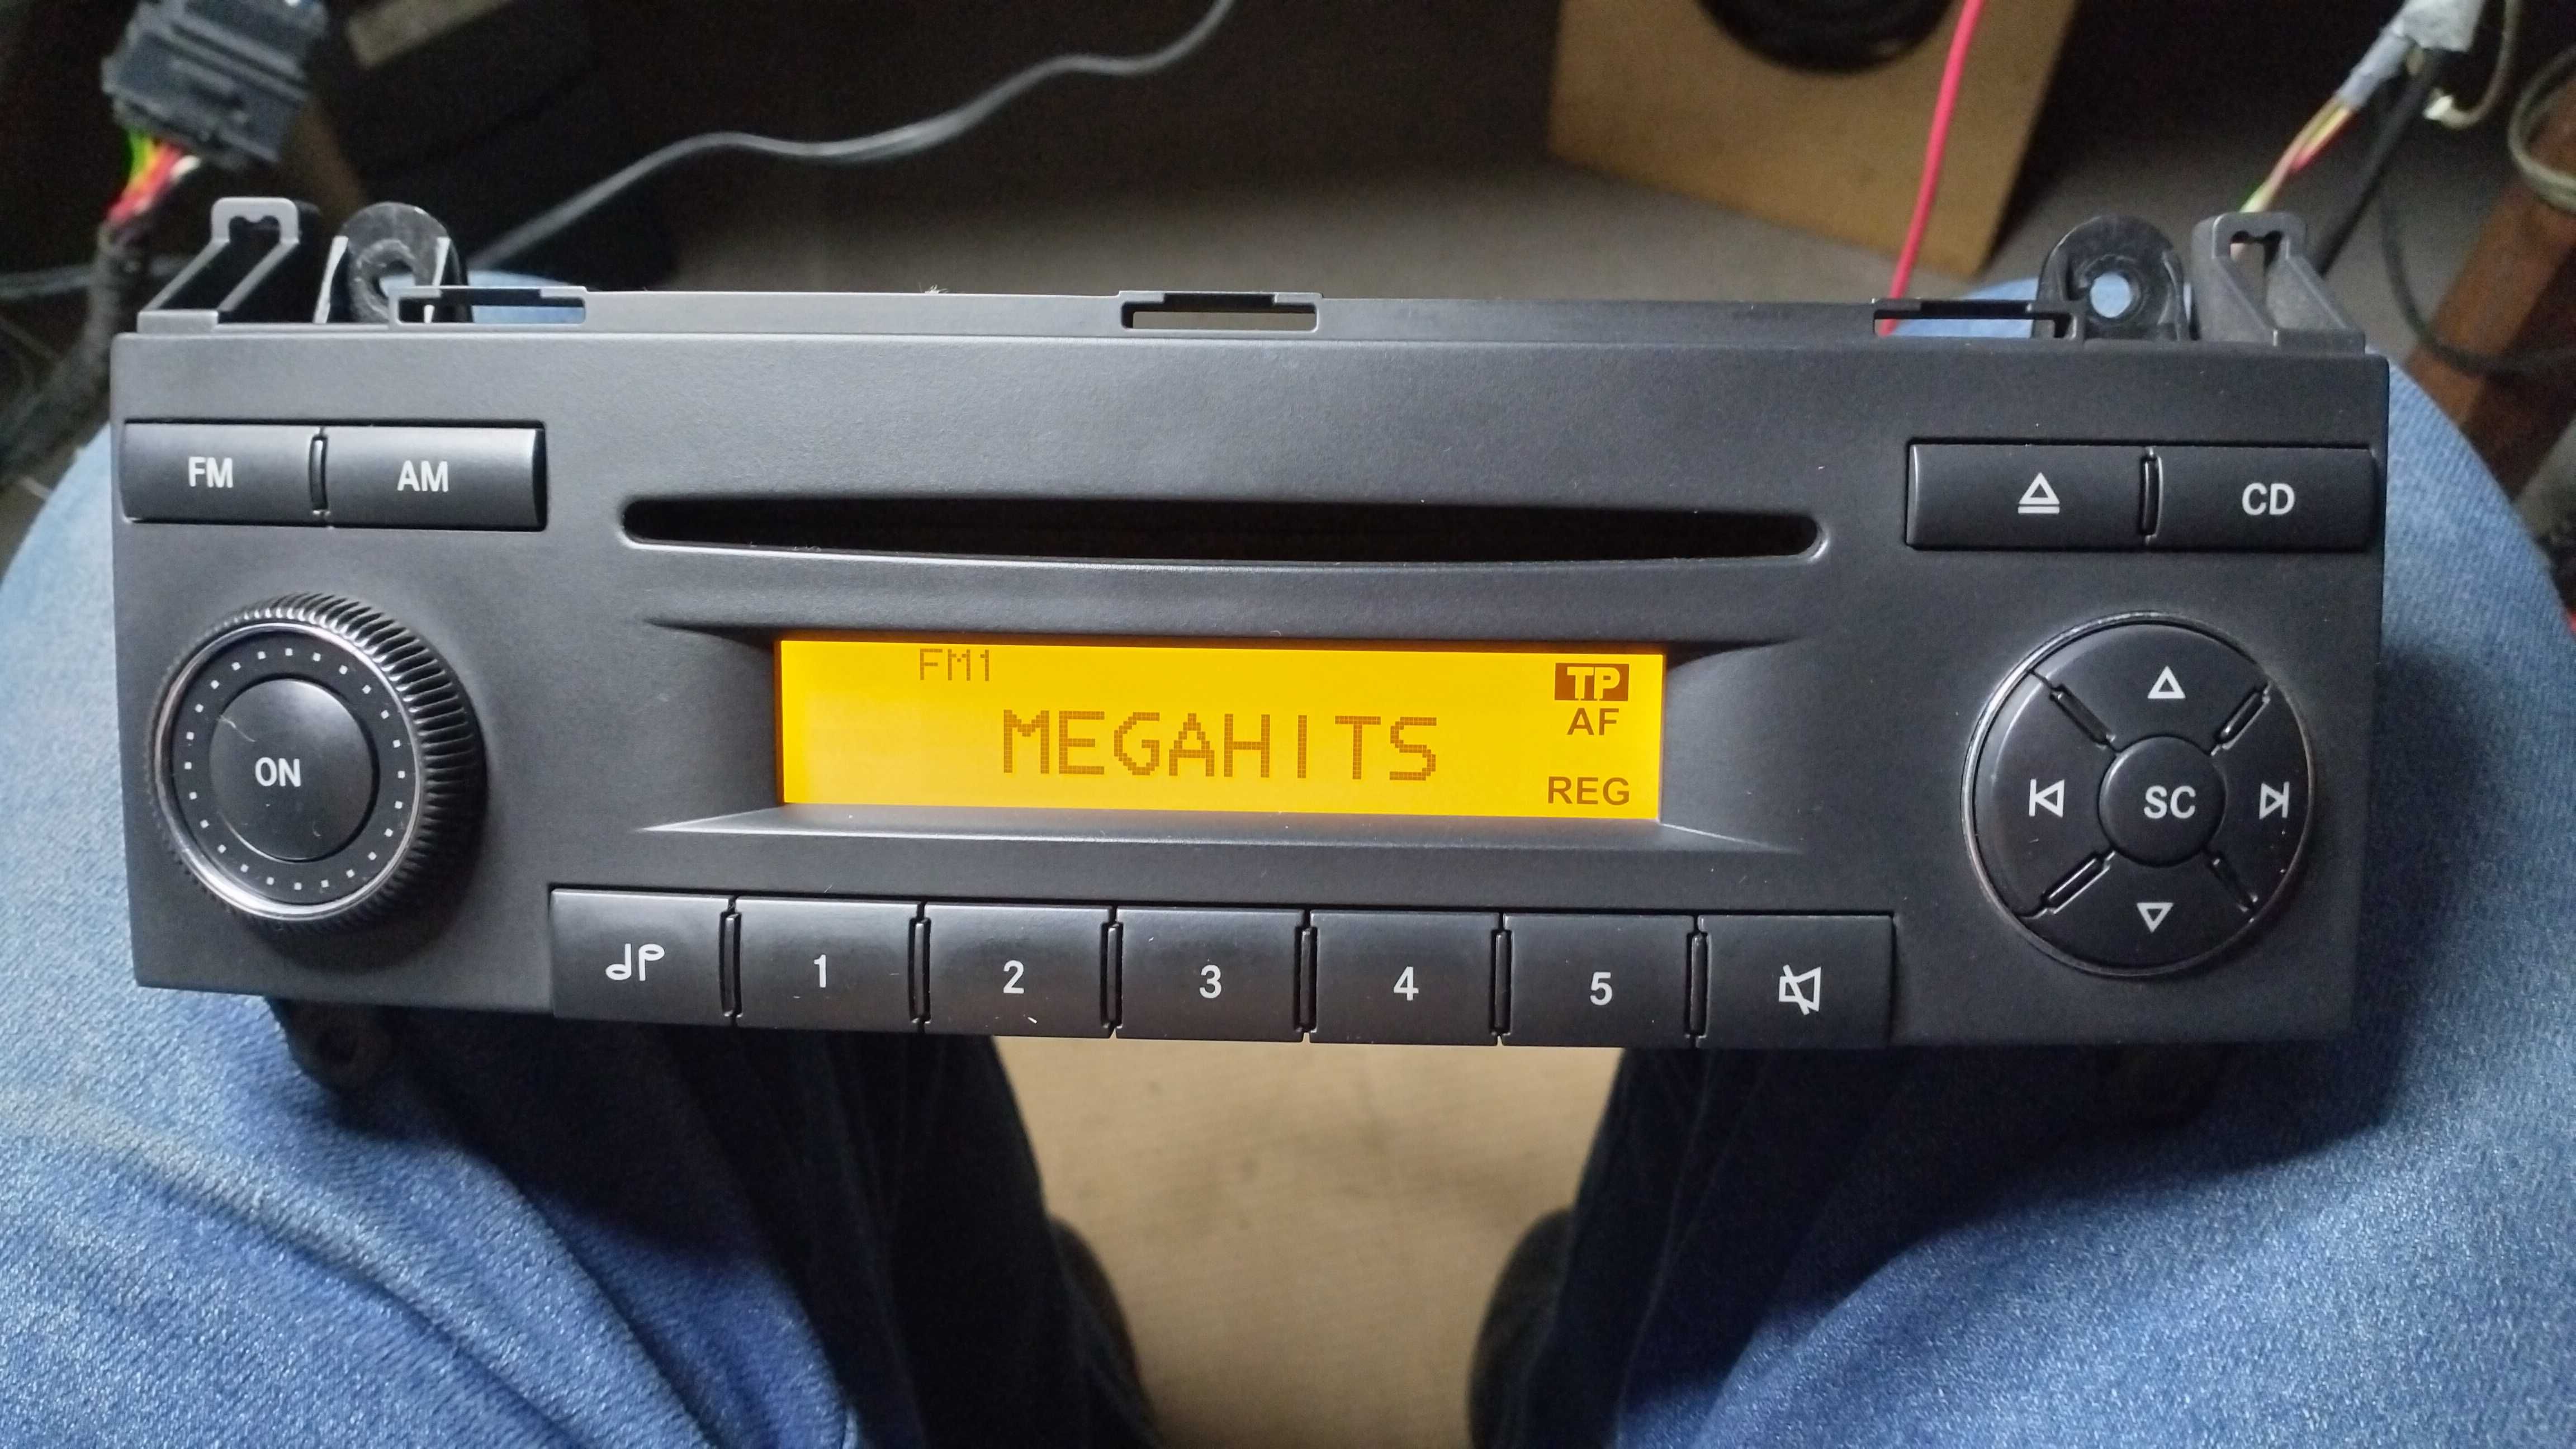 FM AM
CD
FM1
TP
MEGAHITS
AF
REG
ON
SC
1 2 3 4 5